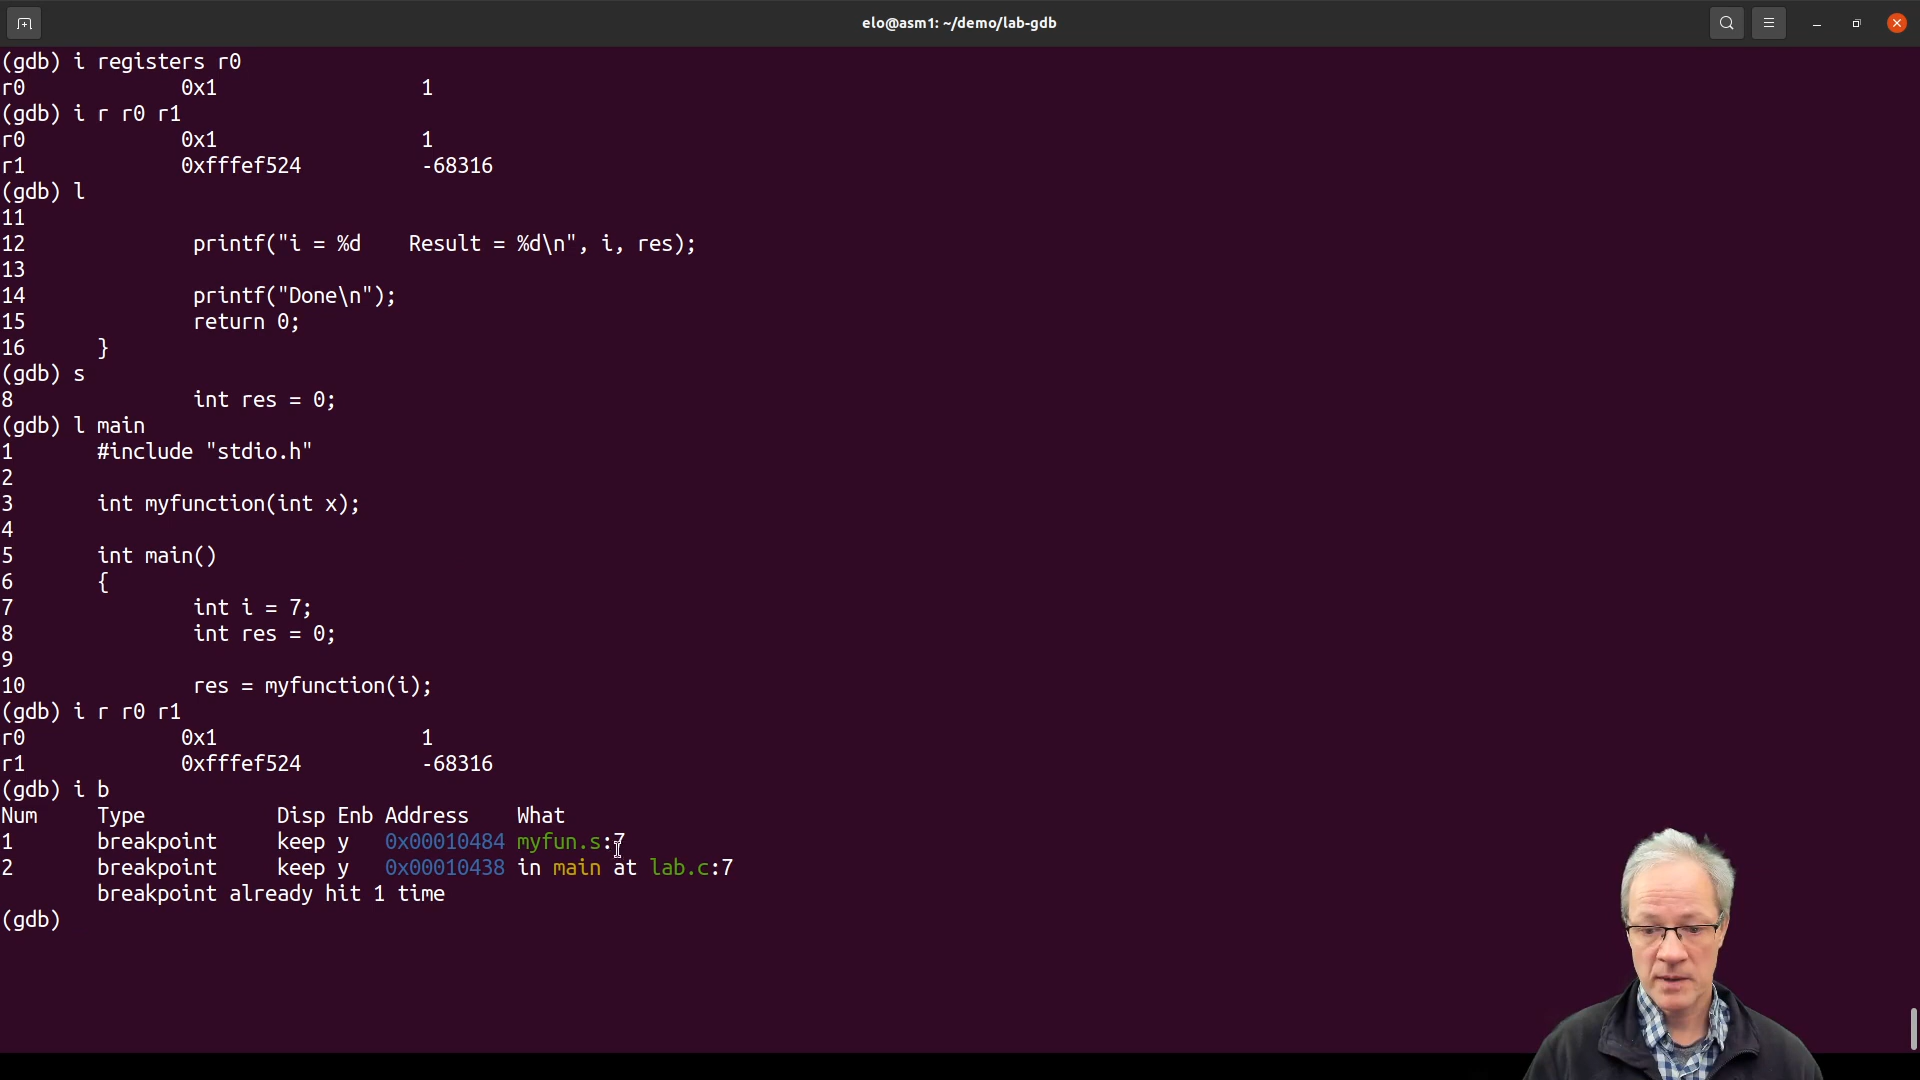 elo@asm1: ~/demo/lab-gdb
(gdb) i registers r0
r0             0x1                 1
(gdb) i r r0 r1
r0             0x1                 1
r1             0xfffef524          -68316
(gdb) l
11
12              printf("i = %d    Result = %d\n", i, res);
13
14              printf("Done\n");
15              return 0;
16      }
(gdb) s
8               int res = 0;
(gdb) l main
1       #include "stdio.h"
2
3       int myfunction(int x);
4
5       int main()
6       {
7               int i = 7;
8               int res = 0;
9
10              res = myfunction(i);
(gdb) i r r0 r1
r0             0x1                 1
r1             0xfffef524          -68316
(gdb) i b
Num     Type           Disp Enb Address    What
1       breakpoint     keep y   0x00010484 myfun.s:7
2       breakpoint     keep y   0x00010438 in main at lab.c:7
        breakpoint already hit 1 time
(gdb)